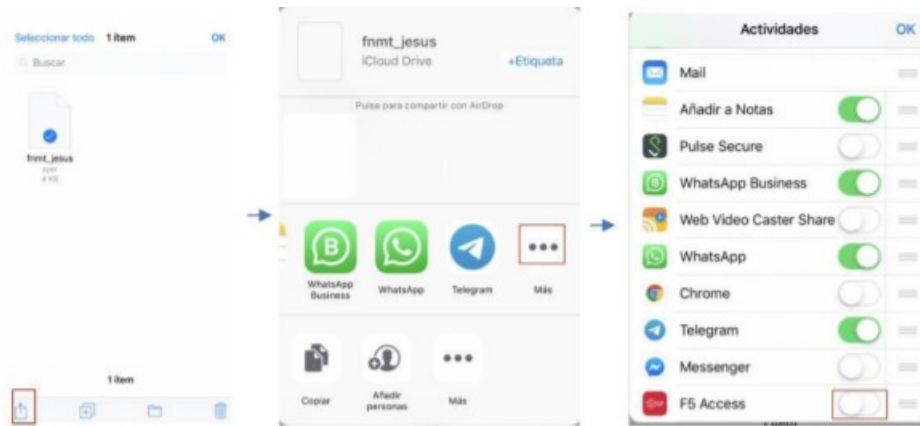 Seleccionar todo 1 ítem OK
Buscar
fnmt_jesus
4 KB
1 ítem
fnmt_jesus
iCloud Drive
+Etiqueta
Pulsa para compartir con AirDrop
WhatsApp
Business
WhatsApp
Telegram
Más
Copiar
Añadir
personas
Más
Actividades OK
Mail
Añadir a Notas
Pulse Secure
WhatsApp Business
Web Video Caster Share
WhatsApp
Chrome
Telegram
Messenger
F5 Access